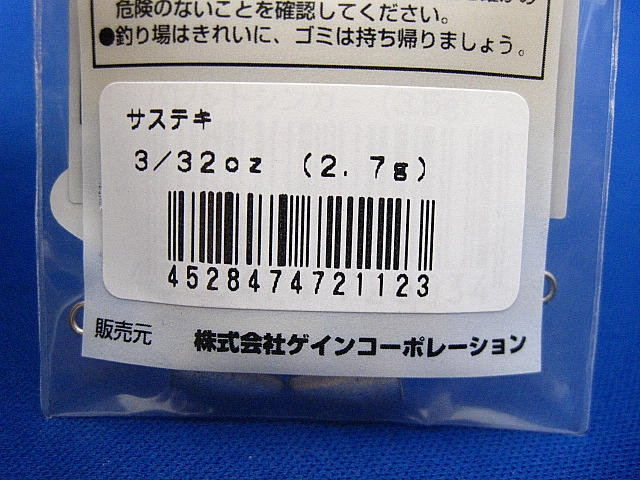 危険のないことを確認してください。
●釣り場はきれいに、ゴミは持ち帰りましょう。
サステキ
3/32oz (2.7g)
4528474721123
販売元 株式会社ゲインコーポレーション